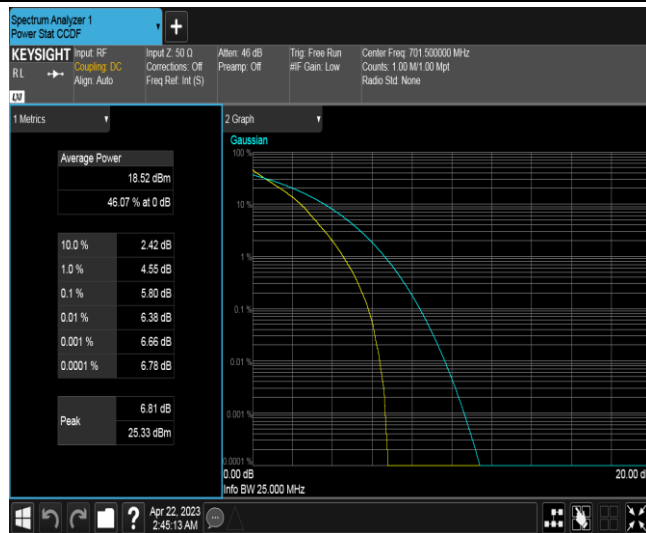 Spectrum Analyzer 1
Power Stat CCDF
+
KEYSIGHT
RL
Input: RF
Coupling: DC
Align: Auto
Input Z: 50 Ω
Corrections: Off
Freq Ref: Int (S)
Atten: 46 dB
Preamp: Off
Trig: Free Run
#IF Gain: Low
Center Freq: 701.500000 MHz
Counts: 1.00 M/1.00 Mpt
Radio Std: None
1 Metrics
Average Power
18.52 dBm
46.07 % at 0 dB
10.0 % 2.42 dB
1.0 % 4.55 dB
0.1 % 5.80 dB
0.01 % 6.38 dB
0.001 % 6.66 dB
0.0001 % 6.78 dB
Peak
6.81 dB
25.33 dBm
2 Graph
Gaussian
100 %
10 %
1 %
0.1 %
0.01 %
0.001 %
0.0001 %
0.00 dB
20.00 d
Info BW 25.000 MHz
?
Apr 22, 2023
2:45:13 AM